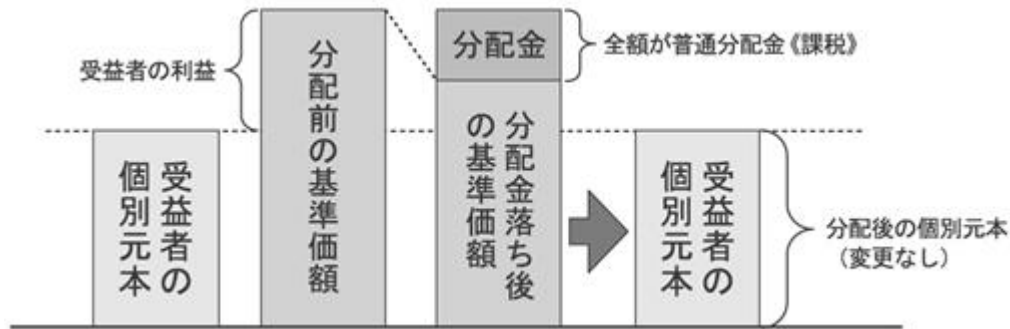 受益者の利益
受益者の
個別元本
分配前の基準価額
分配金
全額が普通分配金《課税》
分配金落ち後
の基準価額
受益者の
個別元本
分配後の個別元本
（変更なし）